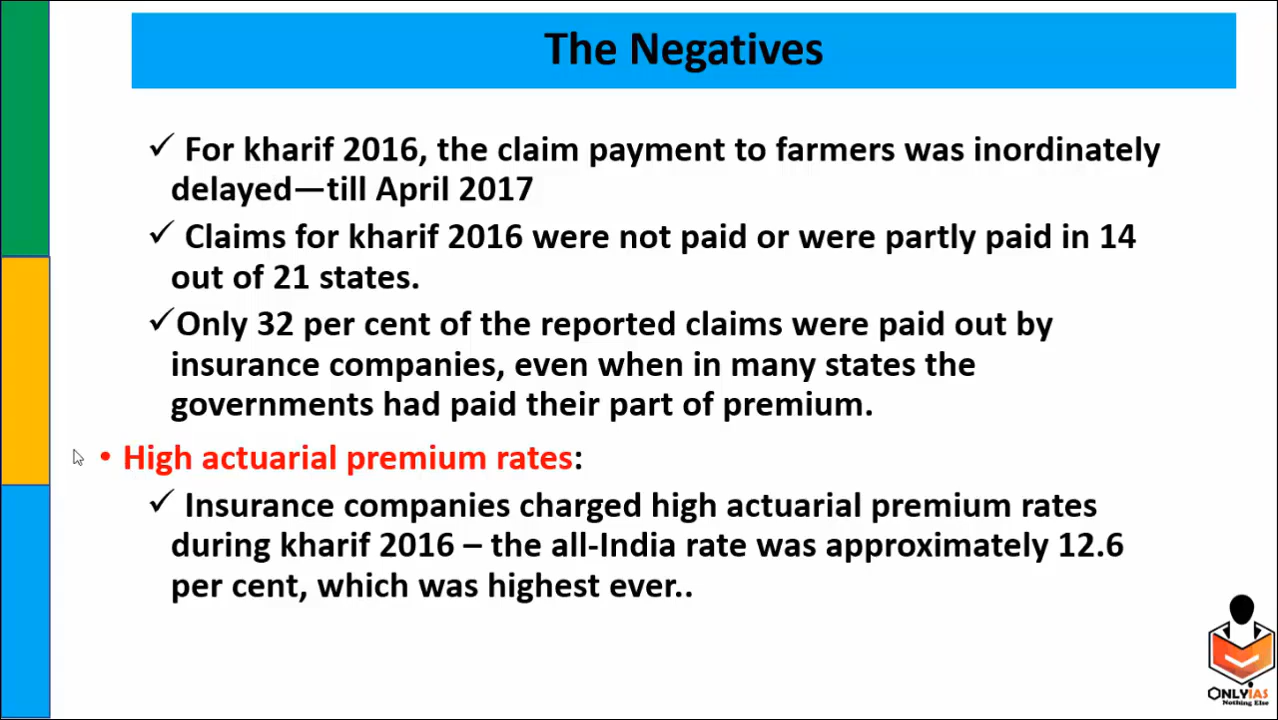 The Negatives
✓ For kharif 2016, the claim payment to farmers was inordinately
delayed—till April 2017
✓ Claims for kharif 2016 were not paid or were partly paid in 14
out of 21 states.
✓Only 32 per cent of the reported claims were paid out by
insurance companies, even when in many states the
governments had paid their part of premium.
• High actuarial premium rates:
✓ Insurance companies charged high actuarial premium rates
during kharif 2016 – the all-India rate was approximately 12.6
per cent, which was highest ever..
ONLYIAS
Nothing Else